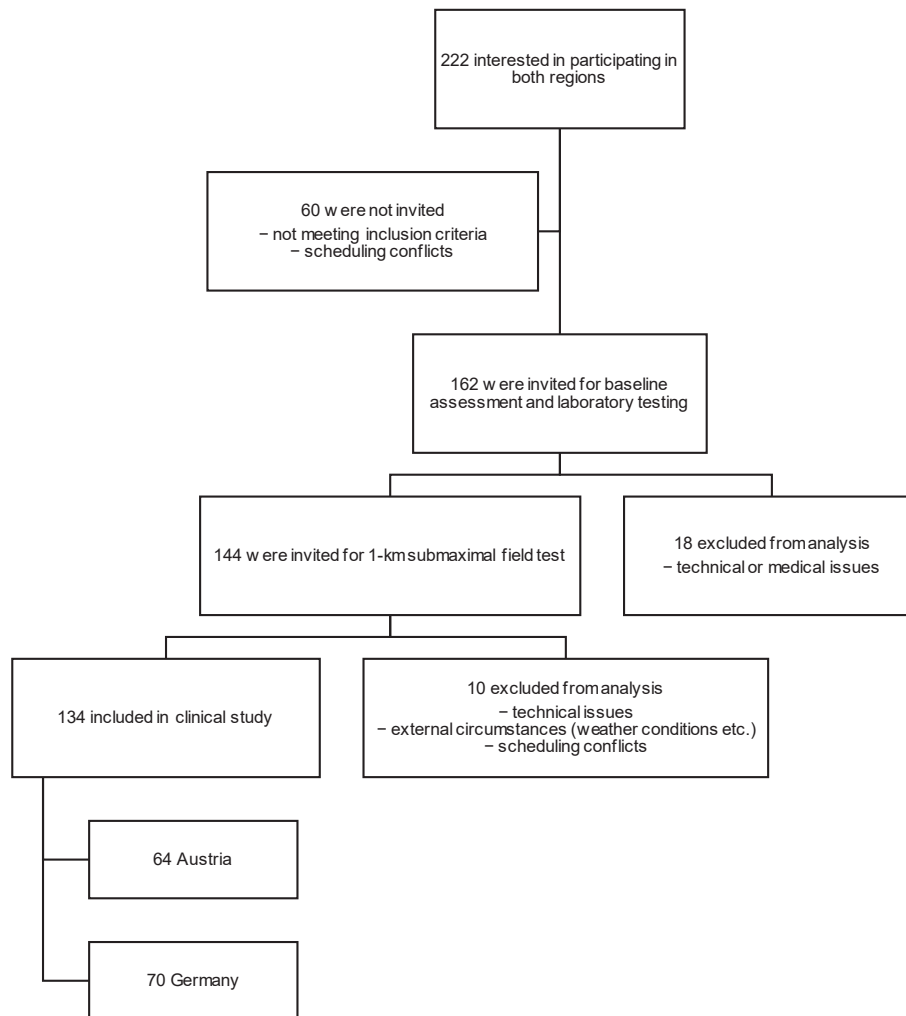 222 interested in participating in
both regions
60 were not invited
− not meeting inclusion criteria
− scheduling conflicts
162 were invited for baseline
assessment and laboratory testing
144 were invited for 1-km submaximal field test
18 excluded from analysis
− technical or medical issues
134 included in clinical study
10 excluded from analysis
− technical issues
− external circumstances (weather conditions etc.)
− scheduling conflicts
64 Austria
70 Germany